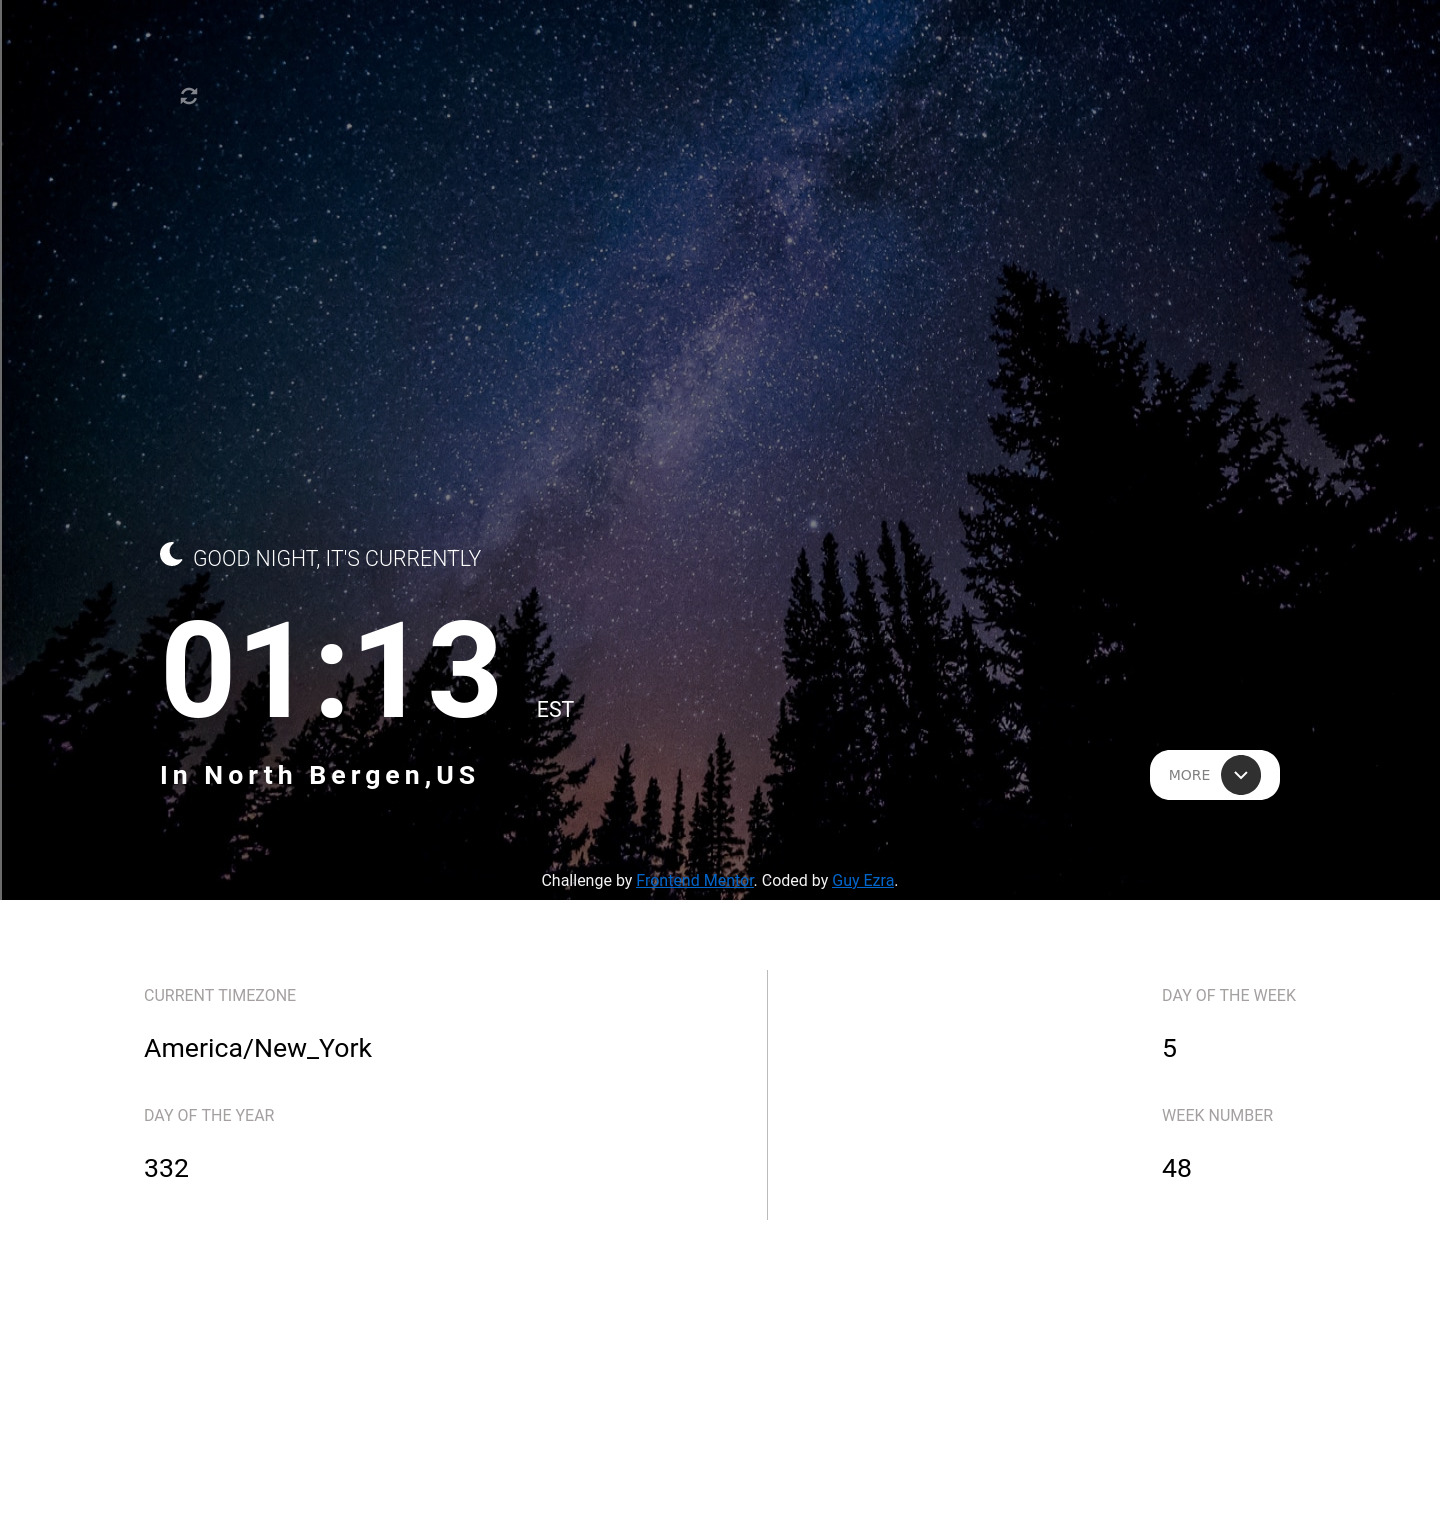 GOOD NIGHT, IT'S CURRENTLY
01:13 EST
In North Bergen,US
MORE
Challenge by Frontend Mentor. Coded by Guy Ezra.
CURRENT TIMEZONE
America/New_York
DAY OF THE YEAR
332
DAY OF THE WEEK
5
WEEK NUMBER
48